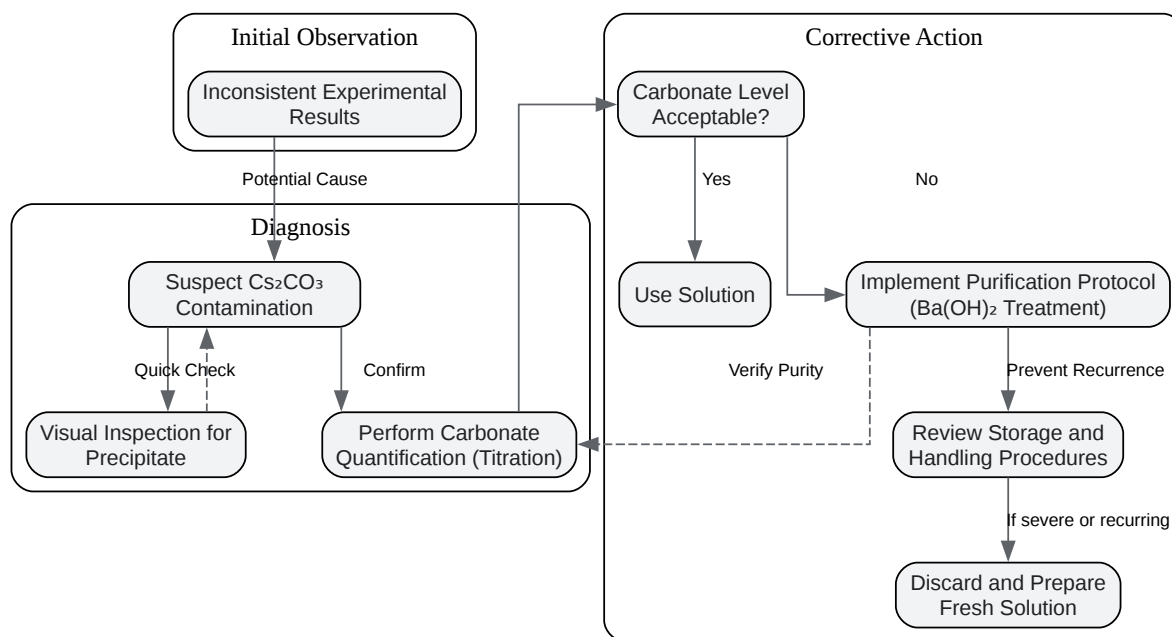 Initial Observation
Inconsistent Experimental
Results
Potential Cause
Diagnosis
Suspect Cs₂CO₃
Contamination
Quick Check
Confirm
Visual Inspection for
Precipitate
Perform Carbonate
Quantification (Titration)
Corrective Action
Carbonate Level
Acceptable?
Yes
No
Use Solution
Implement Purification Protocol
(Ba(OH)₂ Treatment)
Verify Purity
Prevent Recurrence
Review Storage and
Handling Procedures
If severe or recurring
Discard and Prepare
Fresh Solution